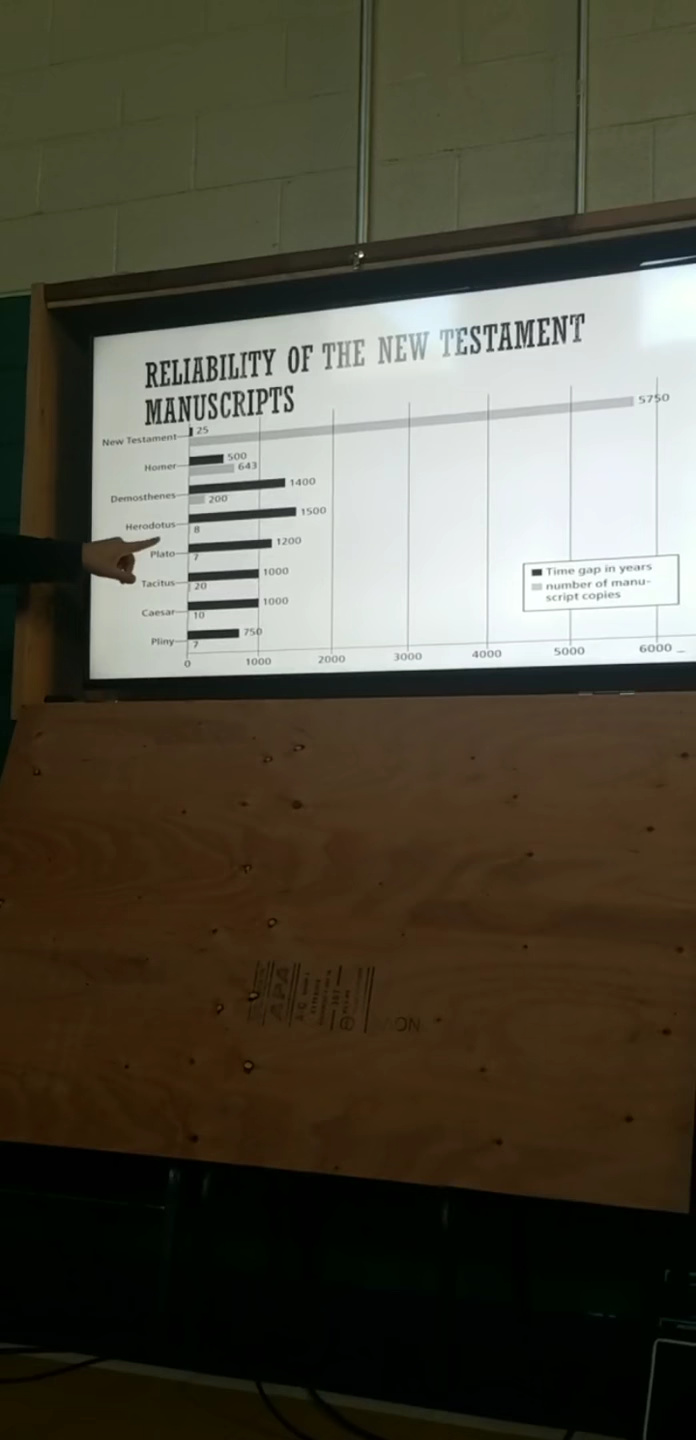 RELIABILITY OF THE NEW TESTAMENT
MANUSCRIPTS
New Testament 25 5750
Homer 500 643
Demosthenes 1400 200
Herodotus 1500 8
Plato 1200 7
Tacitus 1000 20
Caesar 1000 10
Pliny 750 7
0 1000 2000 3000 4000 5000 6000
Time gap in years
number of manu-
script copies
APA